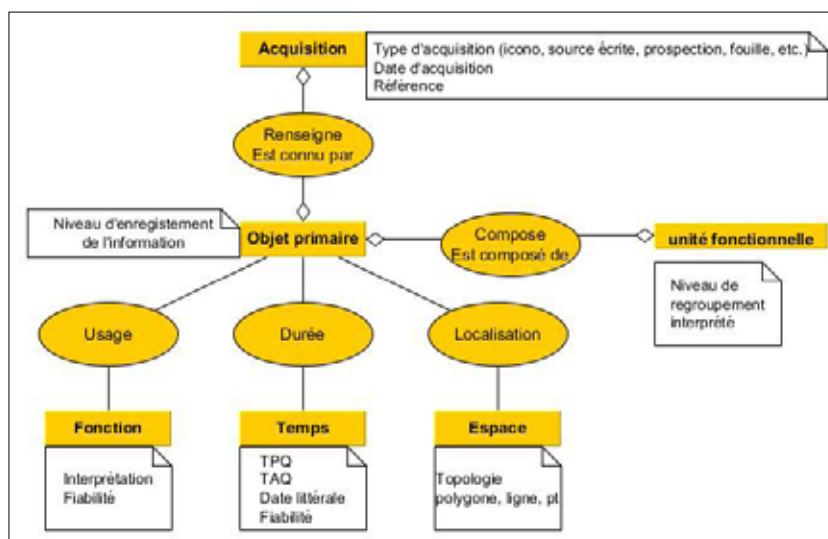 Acquisition
Type d'acquisition (icono, source écrite, prospection, fouille, etc.)
Date d'acquisition
Référence
Renseigne
Est connu par
Niveau d'enregistement
de l'information
Objet primaire
Compose
Est composé de
unité fonctionnelle
Niveau de
regroupement
interprété
Usage
Durée
Localisation
Fonction
Temps
Espace
Interprétation
Fiabilité
TPQ
TAQ
Date littérale
Fiabilité
Topologie
polygone, ligne, pt